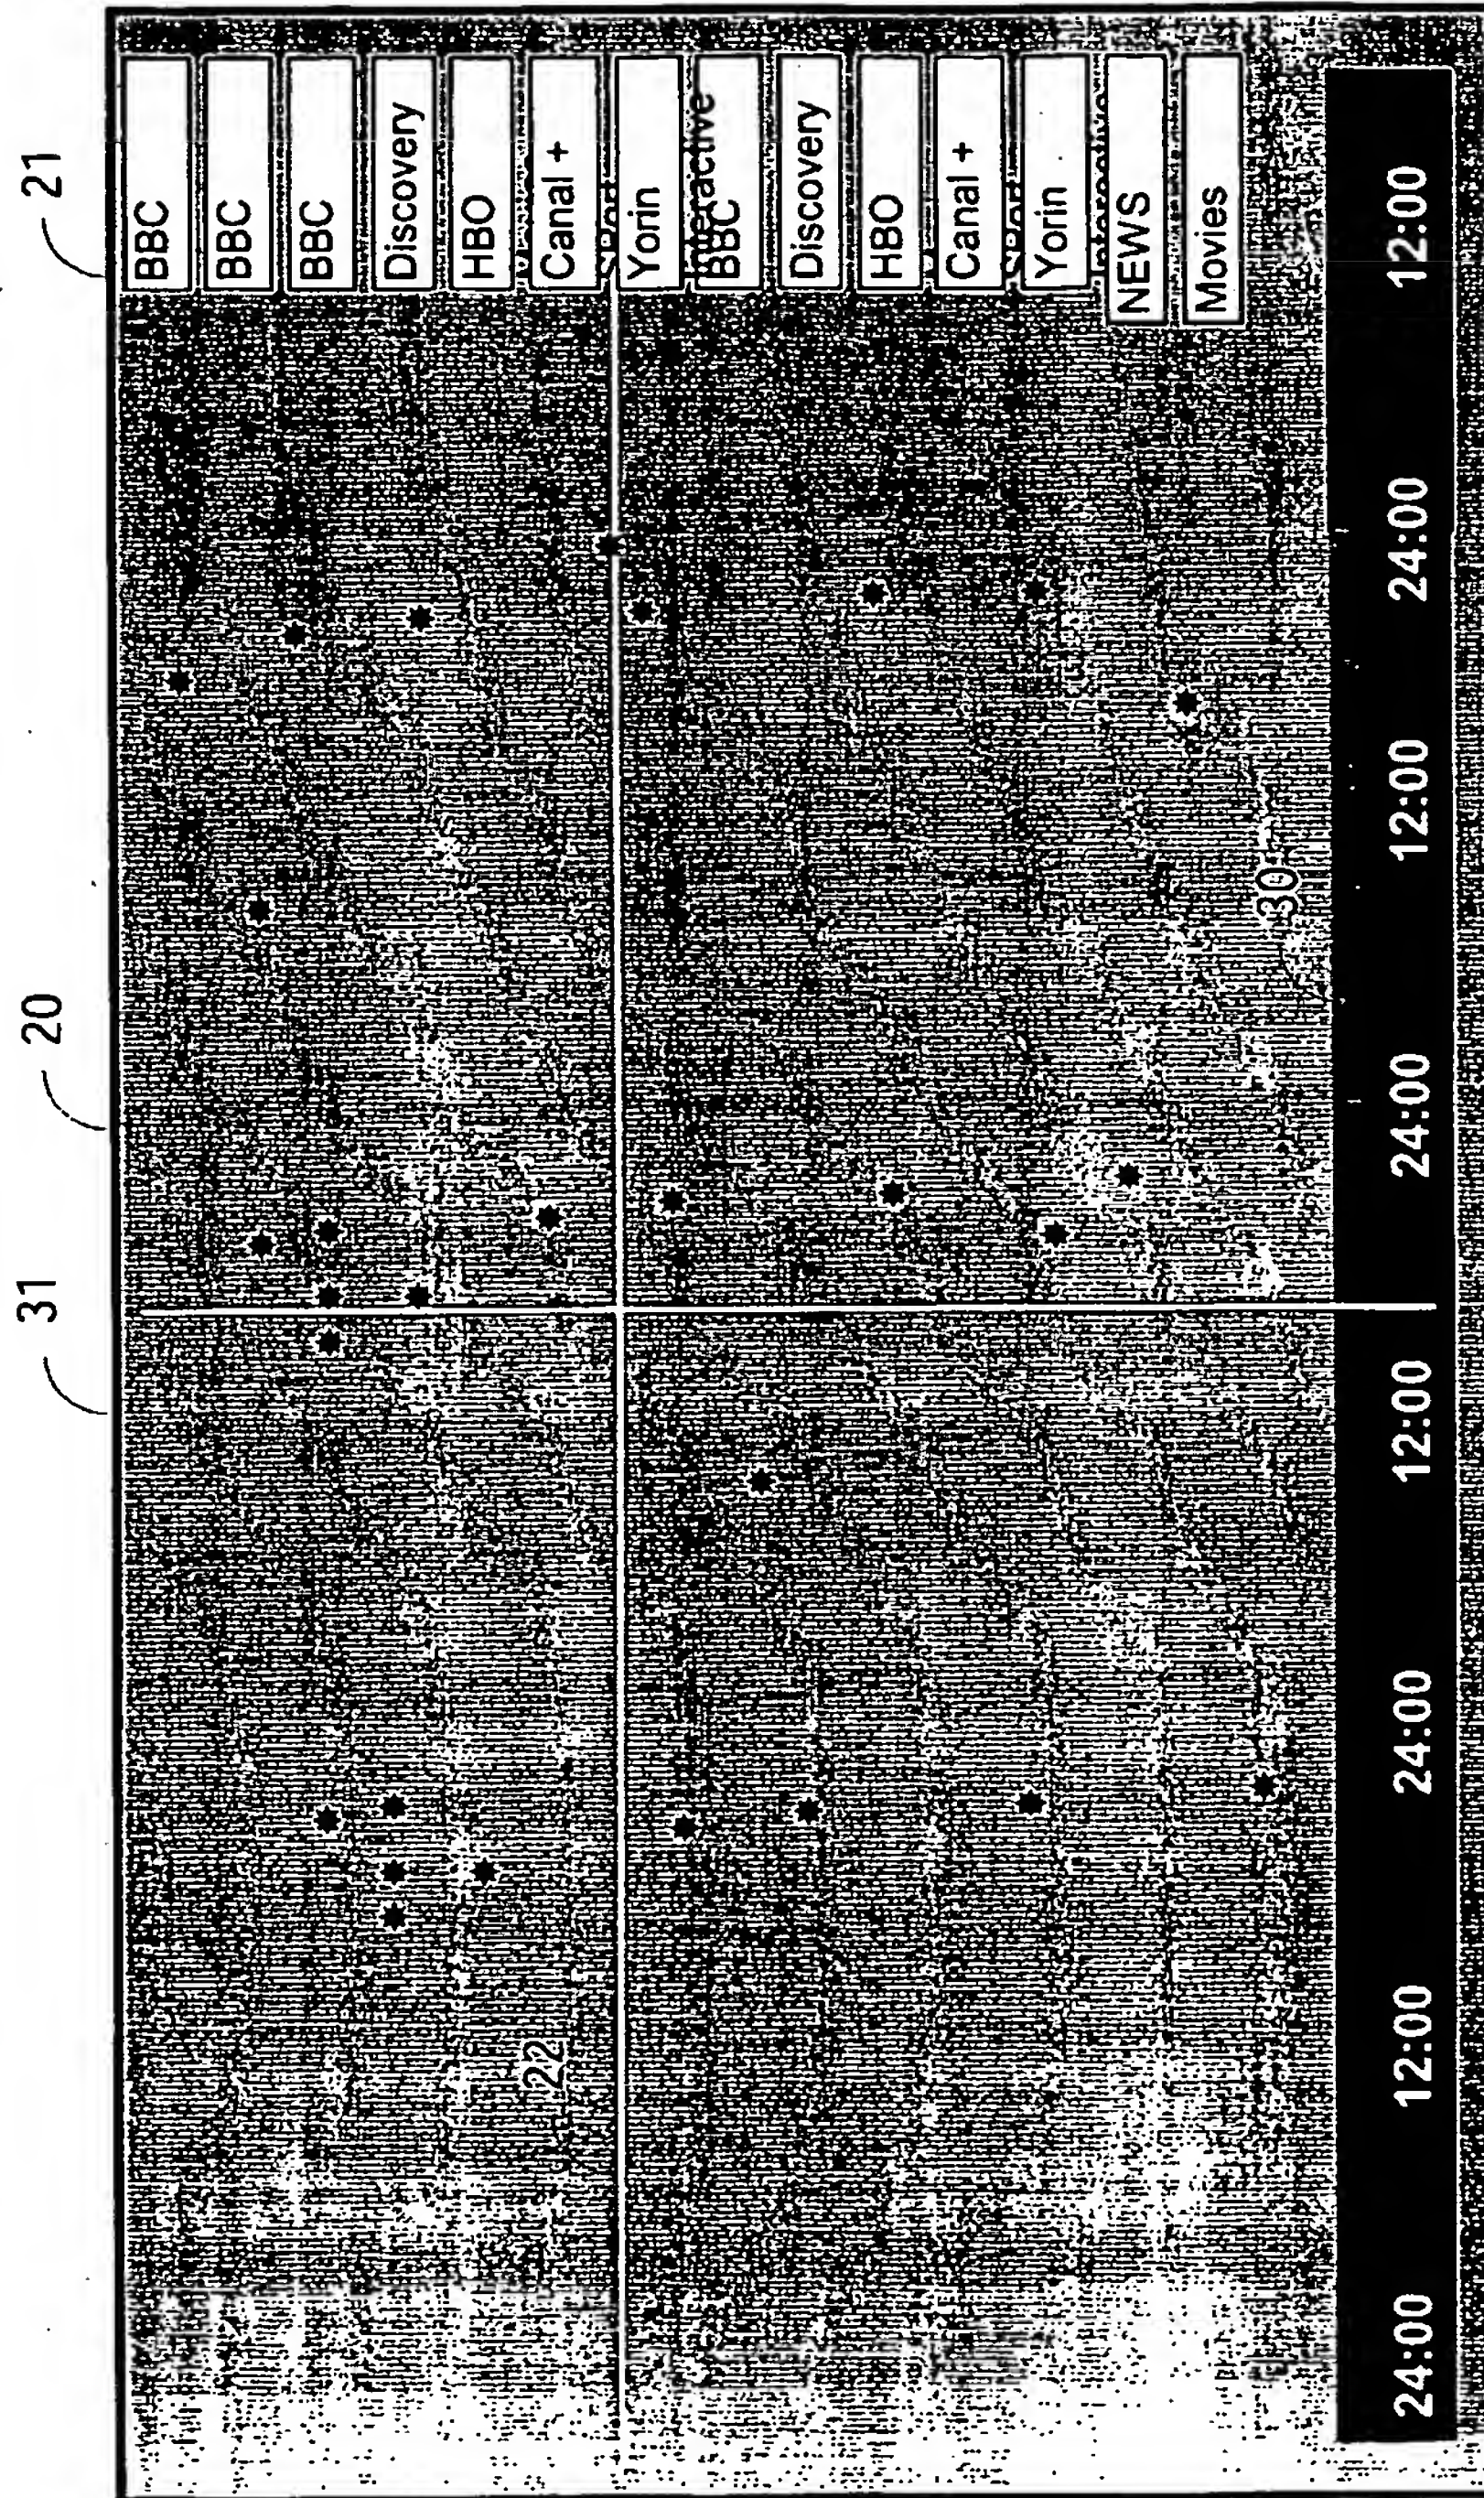 31
20
21
BBC
BBC
BBC
Discovery
HBO
Canal +
Yorin
Interactive
BBC
Discovery
HBO
Canal +
Yorin
NEWS
Movies
22
30
24:00
12:00
24:00
12:00
24:00
12:00
24:00
12:00